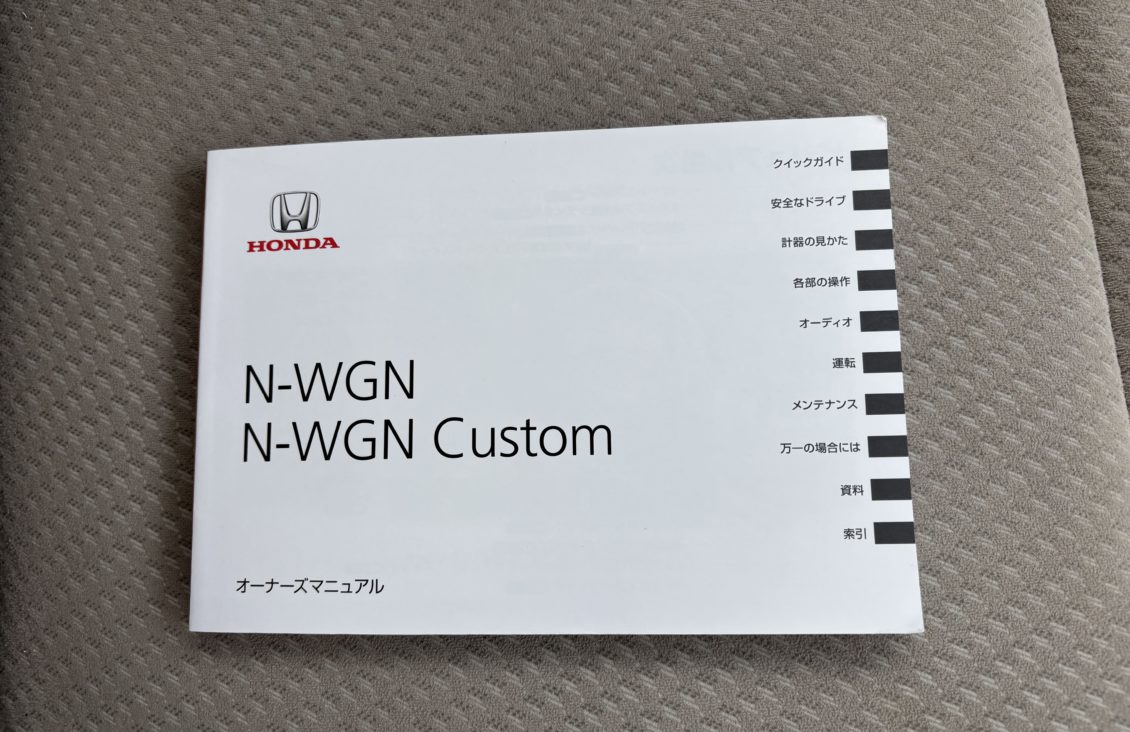 HONDA
N-WGN
N-WGN Custom
オーナーズマニュアル
クイックガイド
安全なドライブ
計器の見かた
各部の操作
オーディオ
運転
メンテナンス
万一の場合には
資料
索引